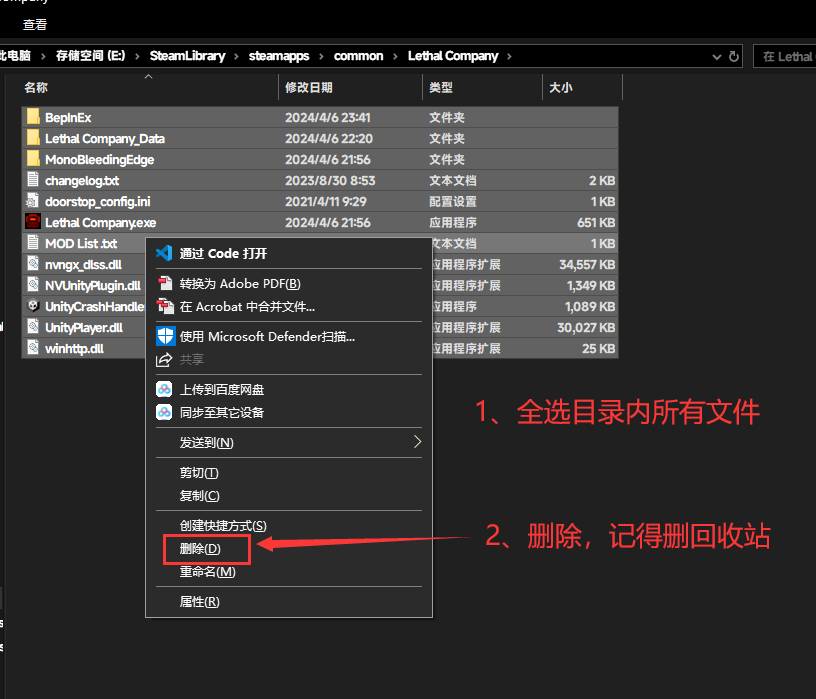 查看
此电脑 › 存储空间 (E:) › SteamLibrary › steamapps › common › Lethal Company ›
在 Lethal
名称 修改日期 类型 大小
BepInEx 2024/4/6 23:41 文件夹
Lethal Company_Data 2024/4/6 22:20 文件夹
MonoBleedingEdge 2024/4/6 21:56 文件夹
changelog.txt 2023/8/30 8:53 文本文档 2 KB
doorstop_config.ini 2021/4/11 9:29 配置设置 1 KB
Lethal Company.exe 2024/4/6 21:56 应用程序 651 KB
MOD List .txt 文本文档 1 KB
nvngx_dlss.dll 应用程序扩展 34,557 KB
NVUnityPlugin.dll 应用程序扩展 1,349 KB
UnityCrashHandle 应用程序 1,089 KB
UnityPlayer.dll 应用程序扩展 30,027 KB
winhttp.dll 应用程序扩展 25 KB
通过 Code 打开
转换为 Adobe PDF(B)
在 Acrobat 中合并文件...
使用 Microsoft Defender扫描...
共享
上传到百度网盘
同步至其它设备
发送到(N)
剪切(T)
复制(C)
创建快捷方式(S)
删除(D)
重命名(M)
属性(R)
1、全选目录内所有文件
2、删除，记得删回收站